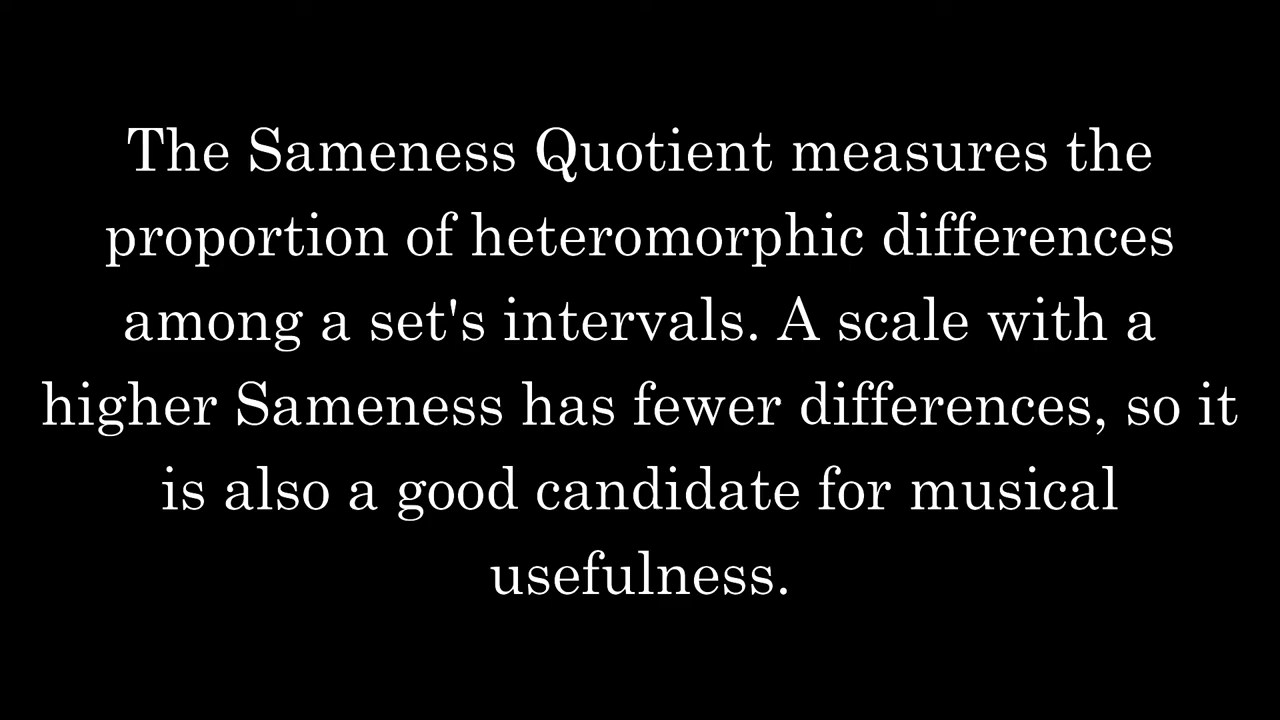 The Sameness Quotient measures the
proportion of heteromorphic differences
among a set's intervals. A scale with a
higher Sameness has fewer differences, so it
is also a good candidate for musical
usefulness.